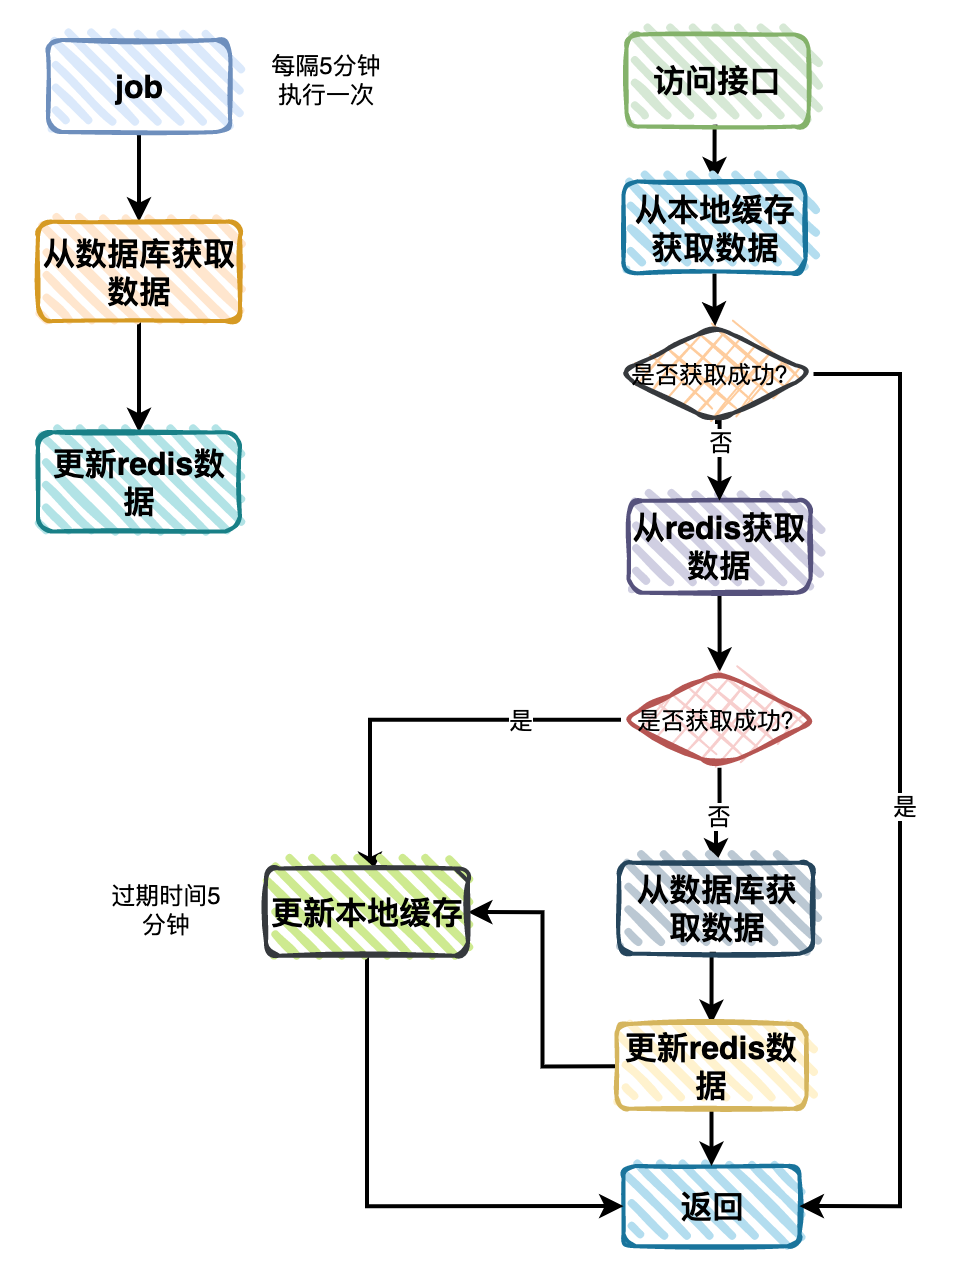 job
每隔5分钟
执行一次
从数据库获取
数据
更新redis数
据
访问接口
从本地缓存
获取数据
是否获取成功?
否
从redis获取
数据
是否获取成功?
是
否
是
从数据库获
取数据
更新本地缓存
过期时间5
分钟
更新redis数
据
返回